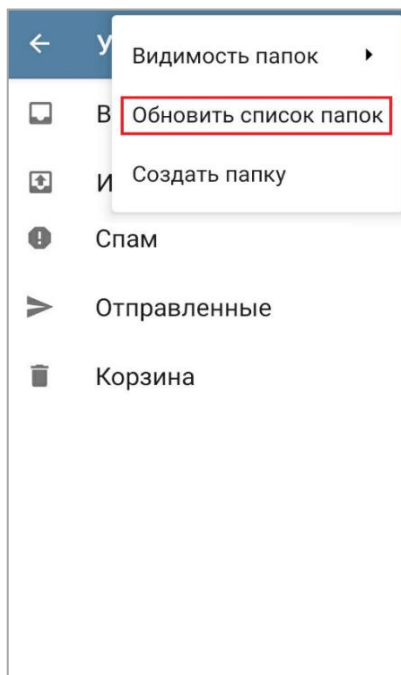 У
Видимость папок
В
Обновить список папок
И
Создать папку
Спам
Отправленные
Корзина